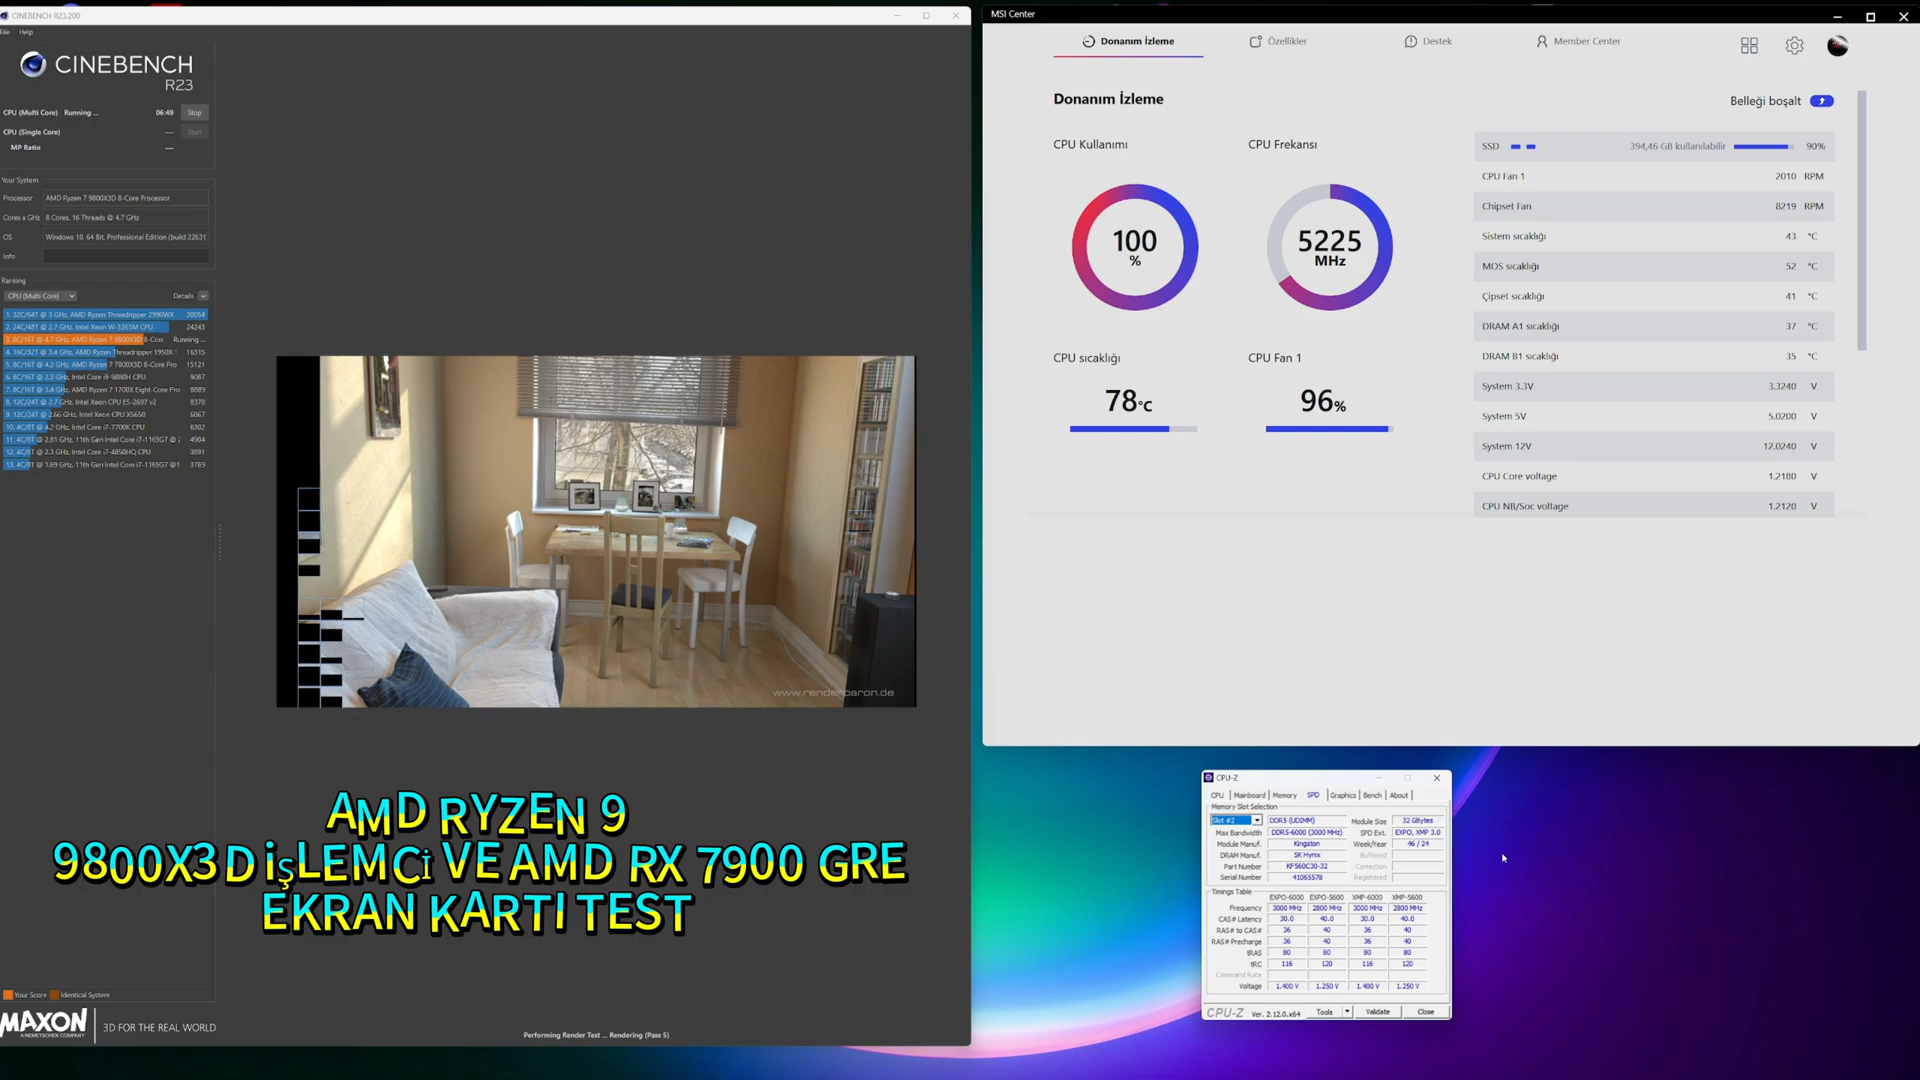 CINEBENCH R23.200
File Help
CINEBENCH
R23
CPU (Multi Core) Running ... 06:49 Stop
CPU (Single Core) --- Start
MP Ratio ---
Your System
Processor AMD Ryzen 7 9800X3D 8-Core Processor
Cores x GHz 8 Cores, 16 Threads @ 4.7 GHz
OS Windows 10, 64 Bit, Professional Edition (build 22631
Info
Ranking
CPU (Multi Core) Details
1. 32C/64T @ 3 GHz, AMD Ryzen Threadripper 2990WX 30054
2. 24C/48T @ 2.7 GHz, Intel Xeon W-3265M CPU 24243
3. 8C/16T @ 4.7 GHz, AMD Ryzen 7 9800X3D 8-Core Running ...
4. 16C/32T @ 3.4 GHz, AMD Ryzen Threadripper 1950X 16315
5. 8C/16T @ 4.2 GHz, AMD Ryzen 7 7800X3D 8-Core Pro 15121
6. 8C/16T @ 2.3 GHz, Intel Core i9-9880H CPU 9087
7. 8C/16T @ 3.4 GHz, AMD Ryzen 7 1700X Eight-Core Pro 8889
8. 12C/24T @ 2.7 GHz, Intel Xeon CPU E5-2697 v2 8378
9. 12C/24T @ 2.66 GHz, Intel Xeon CPU X5650 6867
10. 4C/8T @ 4.2 GHz, Intel Core i7-7700K CPU 6302
11. 4C/8T @ 2.81 GHz, 11th Gen Intel Core i7-1165G7 @ 4904
12. 4C/8T @ 2.3 GHz, Intel Core i7-4850HQ CPU 3891
13. 4C/8T @ 1.69 GHz, 11th Gen Intel Core i7-1165G7 @ 3769
www.renderbaron.de
AMD RYZEN 9
9800X3D İŞLEMCİ VE AMD RX 7900 GRE
EKRAN KARTI TEST
Your Score Identical System
MAXON
A NEMETSCHEK COMPANY
3D FOR THE REAL WORLD
Performing Render Test ... Rendering (Pass 5)
MSI Center
Donanım İzleme Özellikler Destek Member Center
Donanım İzleme
Belleği boşalt
CPU Kullanımı
100
%
CPU Frekansı
5225
MHz
CPU sıcaklığı
78°C
CPU Fan 1
96%
SSD 394,46 GB kullanılabilir 90%
CPU Fan 1 2010 RPM
Chipset Fan 8219 RPM
Sistem sıcaklığı 43 °C
MOS sıcaklığı 52 °C
Çipset sıcaklığı 41 °C
DRAM A1 sıcaklığı 37 °C
DRAM B1 sıcaklığı 35 °C
System 3.3V 3.3240 V
System 5V 5.0200 V
System 12V 12.0240 V
CPU Core voltage 1.2180 V
CPU NB/Soc voltage 1.2120 V
CPU-Z
CPU Mainboard Memory SPD Graphics Bench About
Memory Slot Selection
Slot #2 DDR5 (UDIMM) Module Size 32 GBytes
Max Bandwidth DDR5-6000 (3000 MHz) SPD Ext. EXPO, XMP 3.0
Module Manuf. Kingston Week/Year 46 / 24
DRAM Manuf. SK Hynix Buffered
Part Number KF560C30-32 Correction
Serial Number 41065578 Registered
Timings Table
EXPO-6000 EXPO-5600 XMP-6000 XMP-5600
Frequency 3000 MHz 2800 MHz 3000 MHz 2800 MHz
CAS# Latency 30.0 40.0 30.0 40.0
RAS# to CAS# 36 40 36 40
RAS# Precharge 36 40 36 40
tRAS 80 80 80 80
tRC 116 120 116 120
Command Rate
Voltage 1.400 V 1.250 V 1.400 V 1.250 V
CPU-Z Ver. 2.12.0.x64 Tools Validate Close